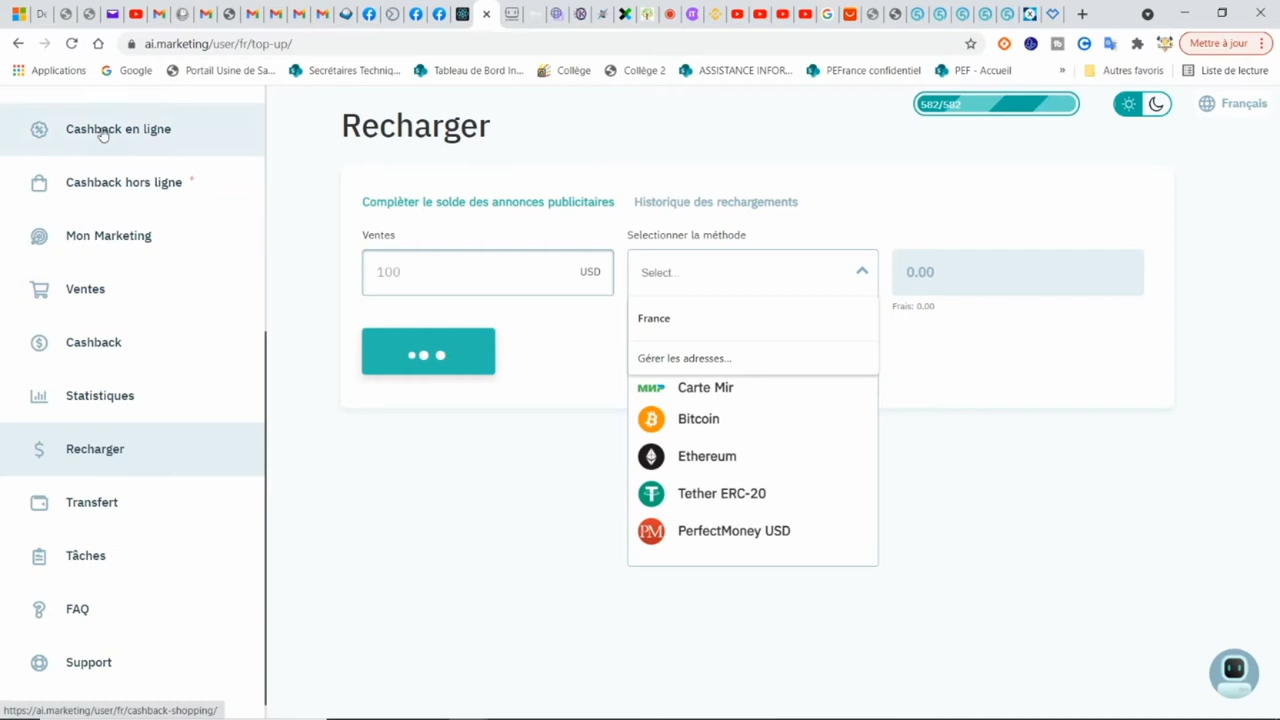 ai.marketing/user/fr/top-up/
Mettre à jour
Applications
Google
Portail Usine de Sa...
Secrétaires Techniq...
Tableau de Bord In...
Collège
Collège 2
ASSISTANCE INFOR...
PEFrance confidentiel
PEF - Accueil
»
Autres favoris
Liste de lecture
Cashback en ligne
Cashback hors ligne *
Mon Marketing
Ventes
Cashback
Statistiques
Recharger
Transfert
Tâches
FAQ
Support
https://ai.marketing/user/fr/cashback-shopping/
582/582
Français
Recharger
Complèter le solde des annonces publicitaires
Historique des rechargements
Ventes
Selectionner la méthode
100 USD
Select...
0.00
Frais: 0.00
France
Gérer les adresses...
МИР Carte Mir
Bitcoin
Ethereum
Tether ERC-20
PM PerfectMoney USD